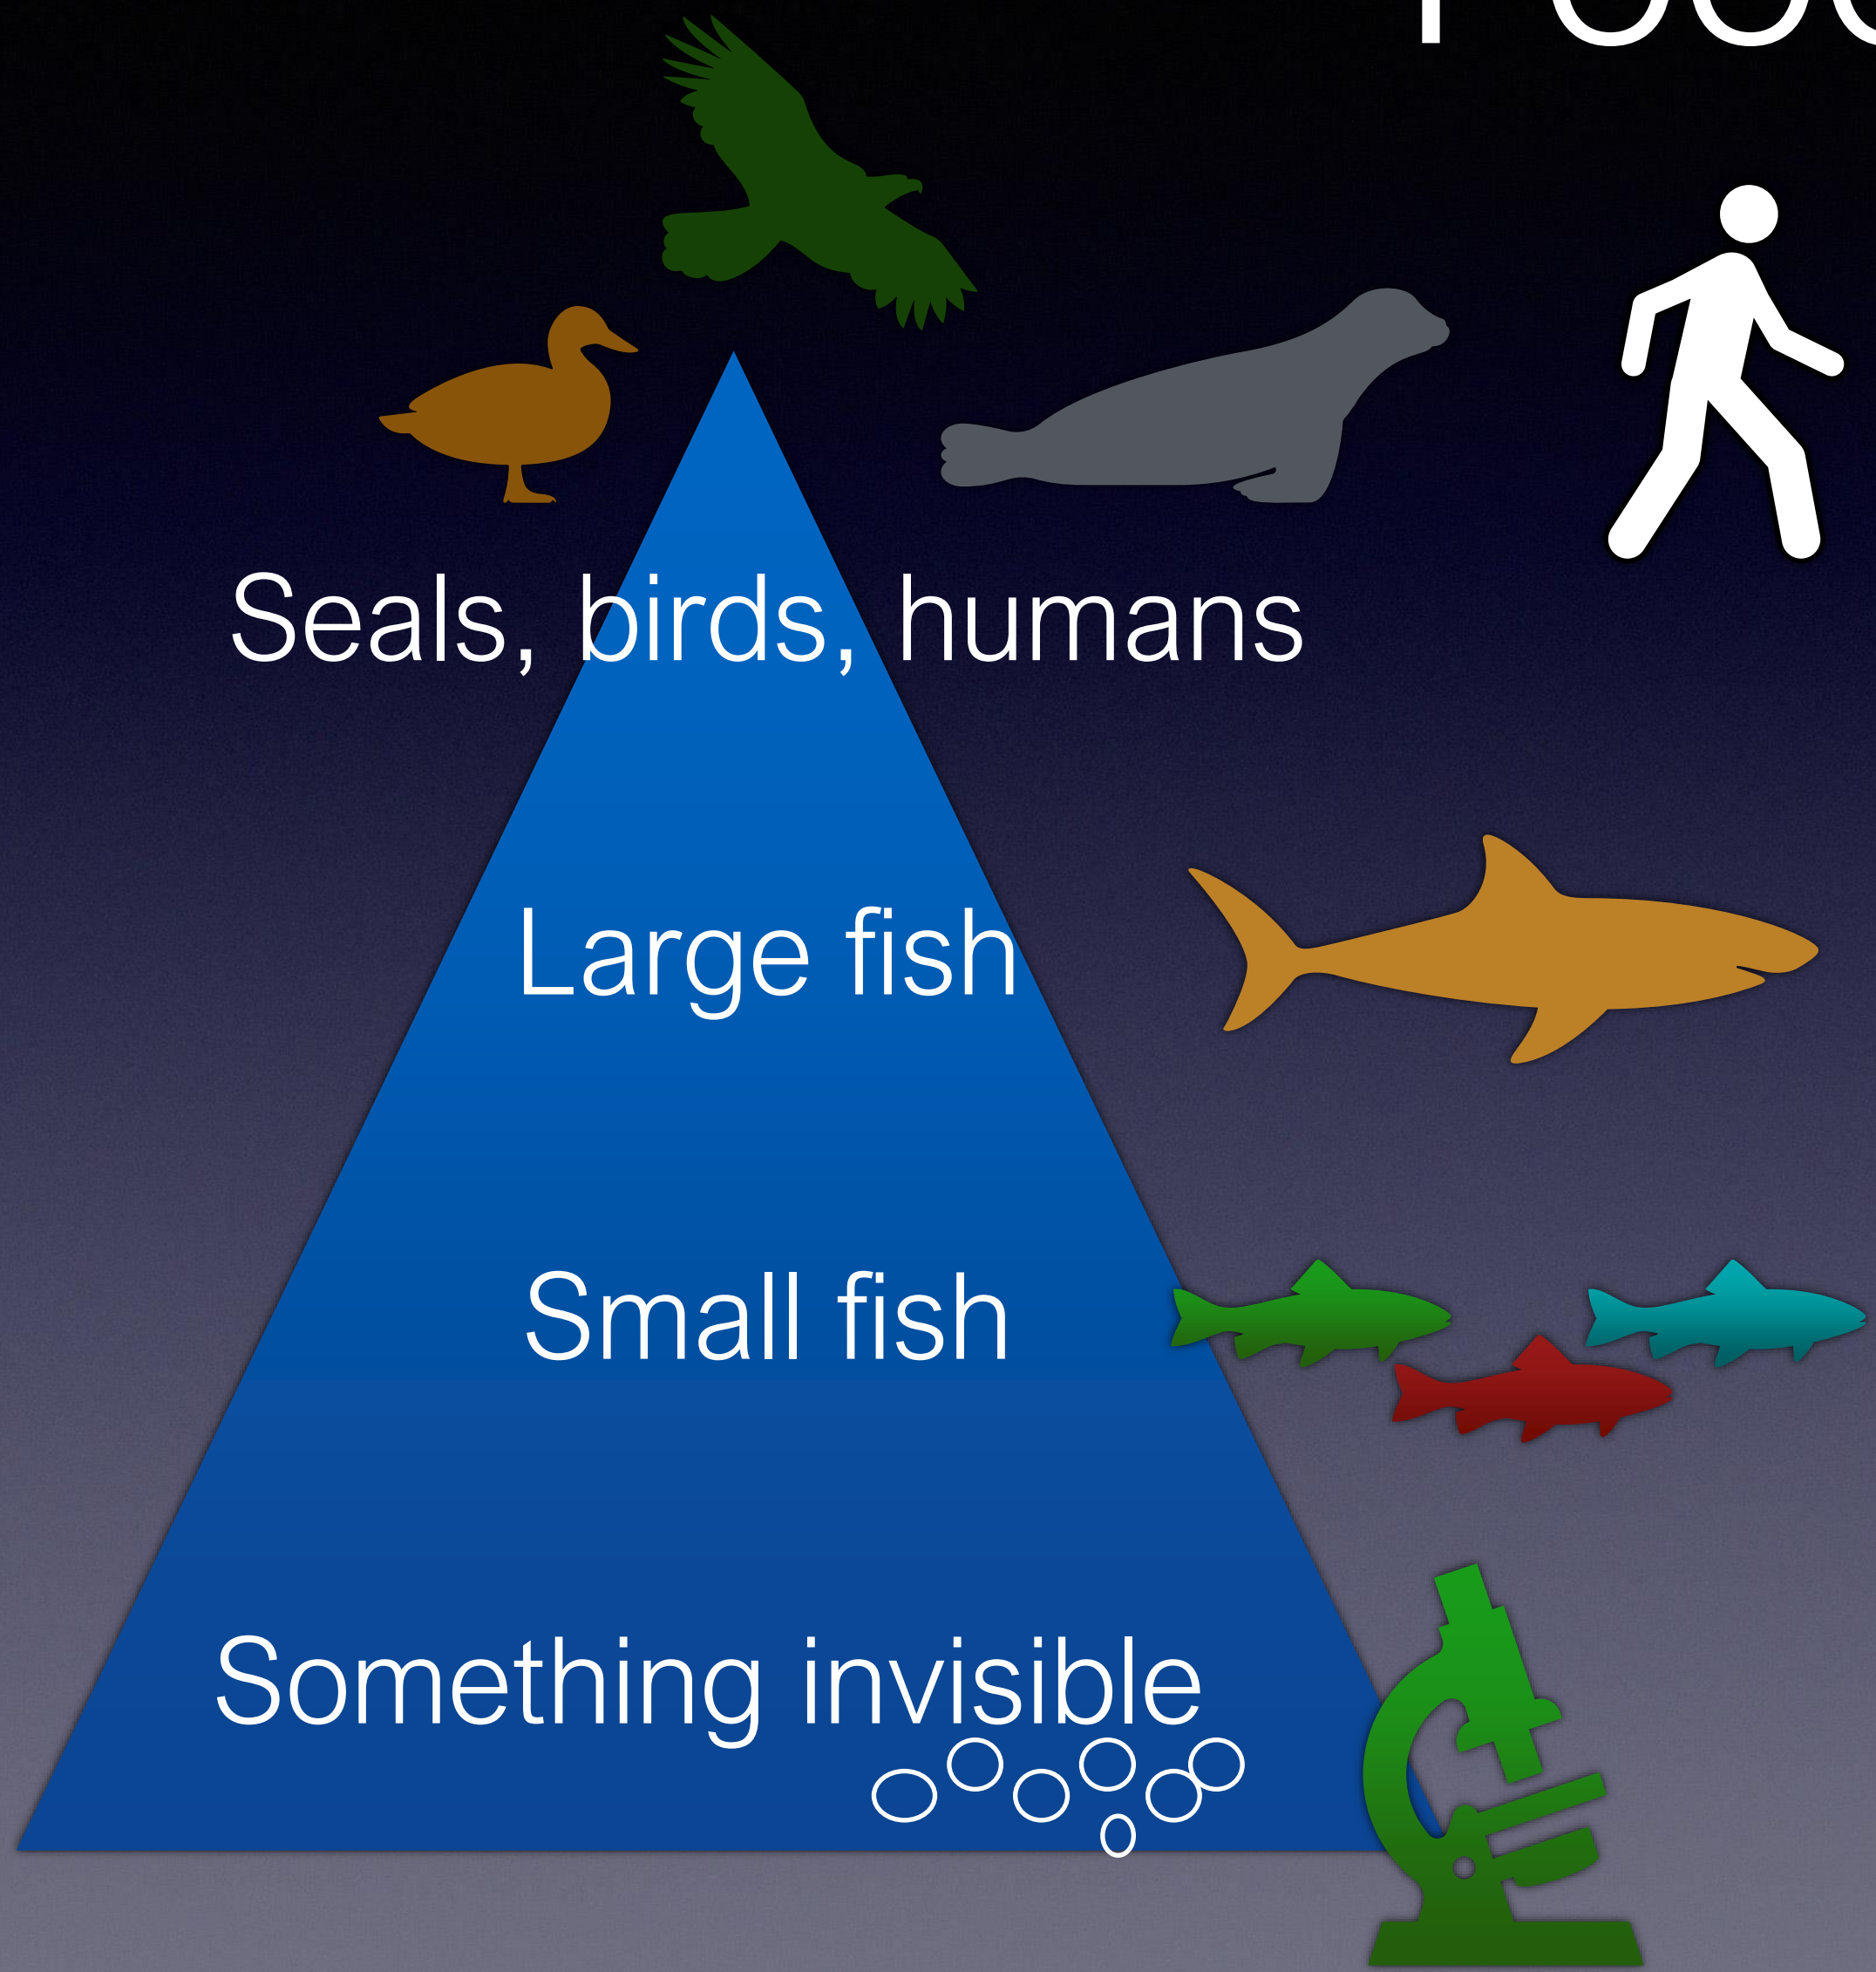 Seals, birds, humans
Large fish
Small fish
Something invisible